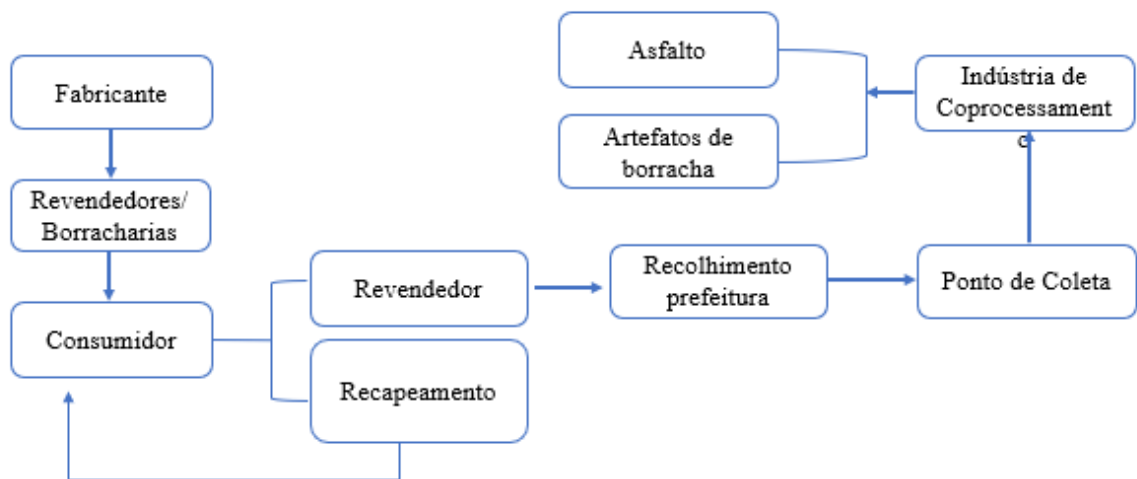 Fabricante
Revendedores/
Borracharias
Consumidor
Revendedor
Recapeamento
Recolhimento
prefeitura
Ponto de Coleta
Indústria de
Coprocessament
o
Asfalto
Artefatos de
borracha